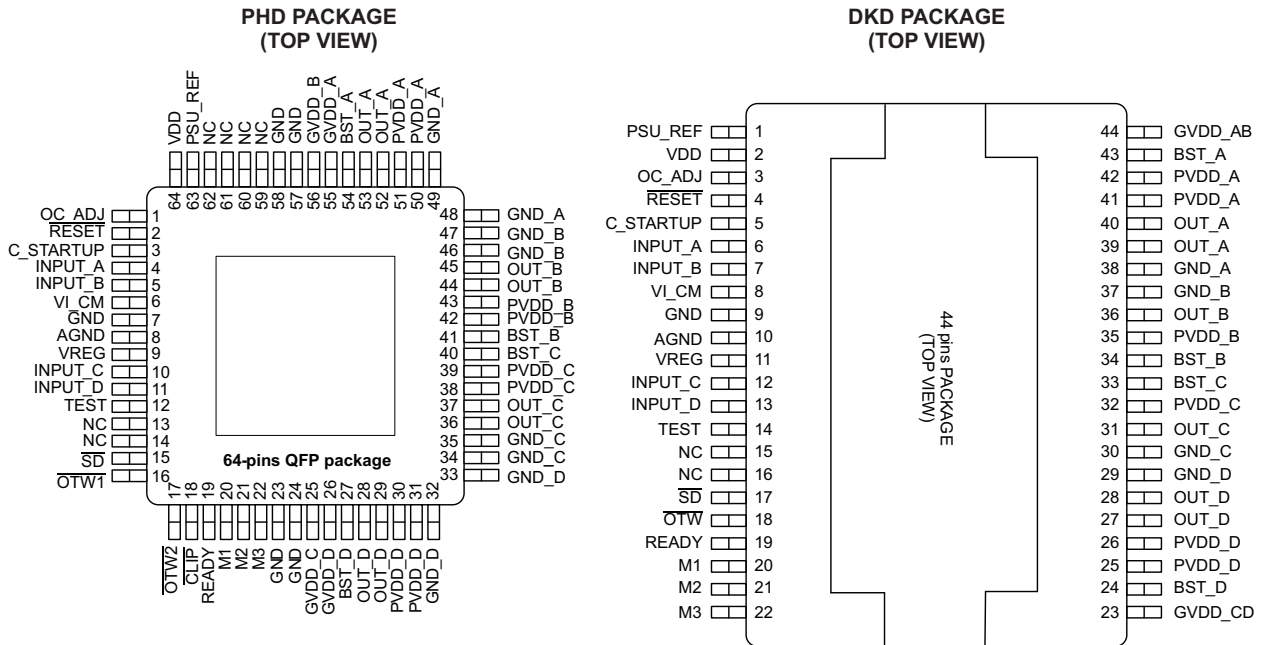 PHD PACKAGE
(TOP VIEW)
VDD
PSU_REF
NC
NC
NC
NC
GND
GND
GVDD_B
GVDD_A
BST_A
OUT_A
OUT_A
PVDD_A
PVDD_A
GND_A
64 63 62 61 60 59 58 57 56 55 54 53 52 51 50 49
OC_ADJ 1
RESET 2
C_STARTUP 3
INPUT_A 4
INPUT_B 5
VI_CM 6
GND 7
AGND 8
VREG 9
INPUT_C 10
INPUT_D 11
TEST 12
NC 13
NC 14
SD 15
OTW1 16
64-pins QFP package
48 GND_A
47 GND_B
46 GND_B
45 OUT_B
44 OUT_B
43 PVDD_B
42 PVDD_B
41 BST_B
40 BST_C
39 PVDD_C
38 PVDD_C
37 OUT_C
36 OUT_C
35 GND_C
34 GND_C
33 GND_D
17 18 19 20 21 22 23 24 25 26 27 28 29 30 31 32
OTW2
CLIP
READY
M1
M2
M3
GND
GND
GVDD_C
GVDD_D
BST_D
OUT_D
OUT_D
PVDD_D
PVDD_D
GND_D
DKD PACKAGE
(TOP VIEW)
PSU_REF 1
VDD 2
OC_ADJ 3
RESET 4
C_STARTUP 5
INPUT_A 6
INPUT_B 7
VI_CM 8
GND 9
AGND 10
VREG 11
INPUT_C 12
INPUT_D 13
TEST 14
NC 15
NC 16
SD 17
OTW 18
READY 19
M1 20
M2 21
M3 22
44 pins PACKAGE
(TOP VIEW)
44 GVDD_AB
43 BST_A
42 PVDD_A
41 PVDD_A
40 OUT_A
39 OUT_A
38 GND_A
37 GND_B
36 OUT_B
35 PVDD_B
34 BST_B
33 BST_C
32 PVDD_C
31 OUT_C
30 GND_C
29 GND_D
28 OUT_D
27 OUT_D
26 PVDD_D
25 PVDD_D
24 BST_D
23 GVDD_CD